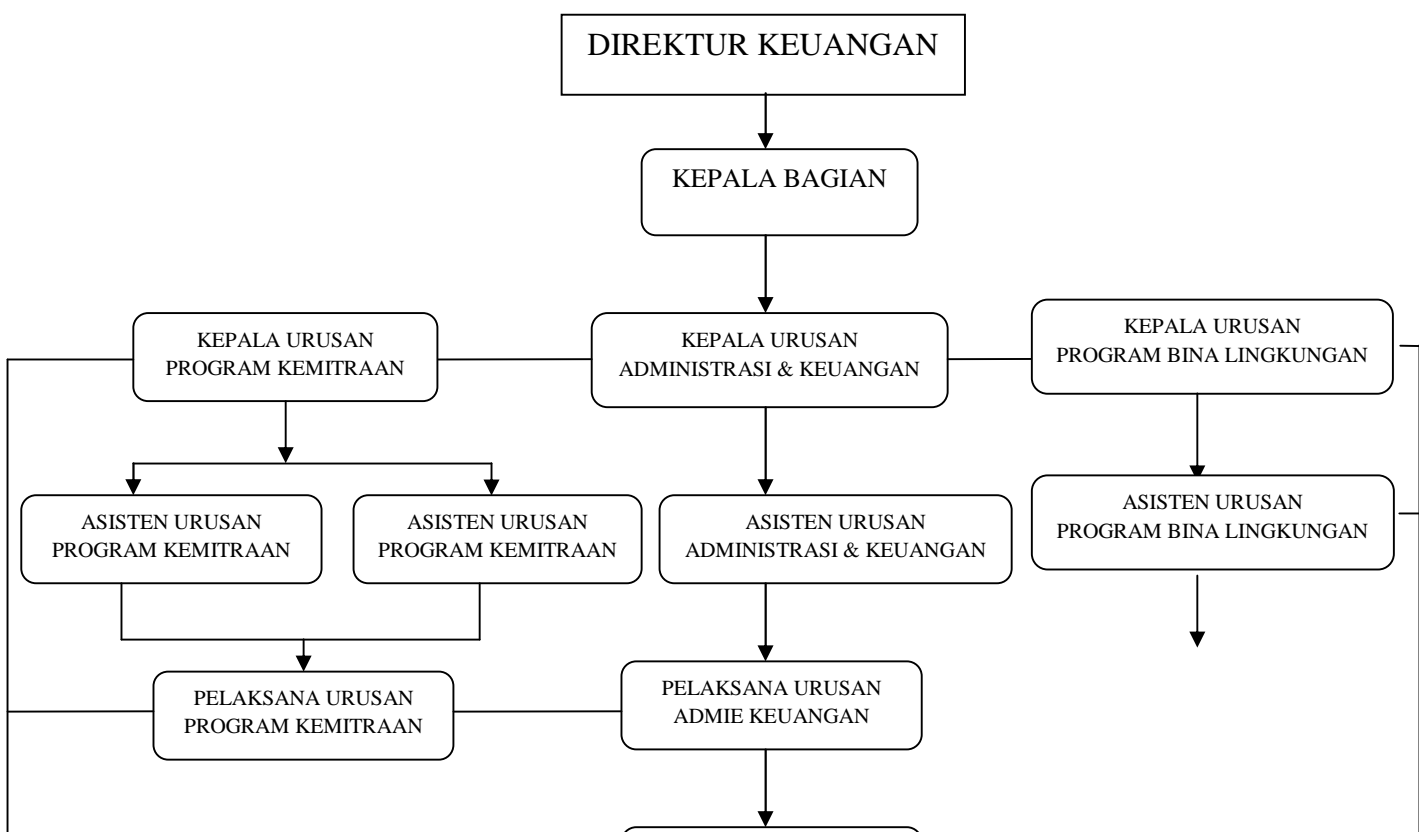 DIREKTUR KEUANGAN
KEPALA BAGIAN
KEPALA URUSAN
PROGRAM KEMITRAAN
KEPALA URUSAN
ADMINISTRASI & KEUANGAN
KEPALA URUSAN
PROGRAM BINA LINGKUNGAN
ASISTEN URUSAN
PROGRAM KEMITRAAN
ASISTEN URUSAN
PROGRAM KEMITRAAN
ASISTEN URUSAN
ADMINISTRASI & KEUANGAN
ASISTEN URUSAN
PROGRAM BINA LINGKUNGAN
PELAKSANA URUSAN
PROGRAM KEMITRAAN
PELAKSANA URUSAN
ADMIE KEUANGAN